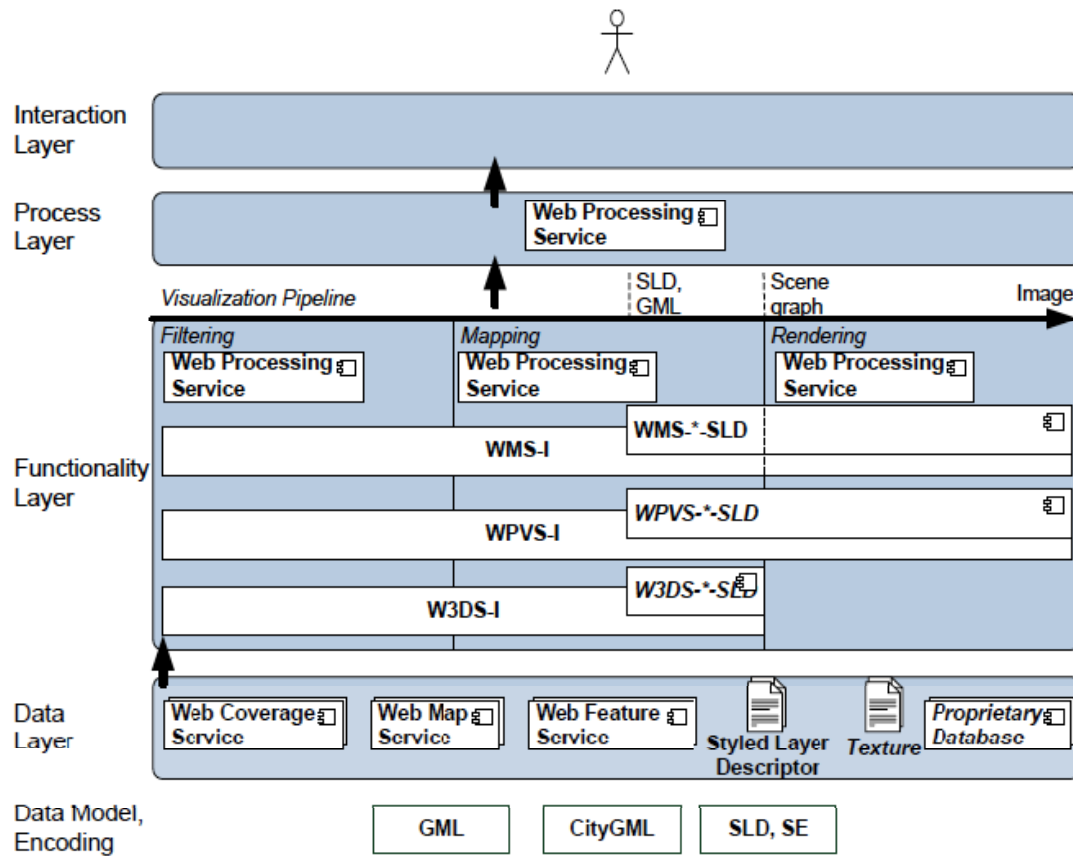 Interaction
Layer
Process
Layer
Web Processing
Service
Visualization Pipeline
SLD,
GML
Scene
graph
Image
Filtering
Mapping
Rendering
Web Processing
Service
Web Processing
Service
Web Processing
Service
Functionality
Layer
WMS-*-SLD
WMS-I
WPVS-*-SLD
WPVS-I
W3DS-*-SLD
W3DS-I
Data
Layer
Web Coverage
Service
Web Map
Service
Web Feature
Service
Styled Layer
Descriptor
Texture
Proprietary
Database
Data Model,
Encoding
GML
CityGML
SLD, SE